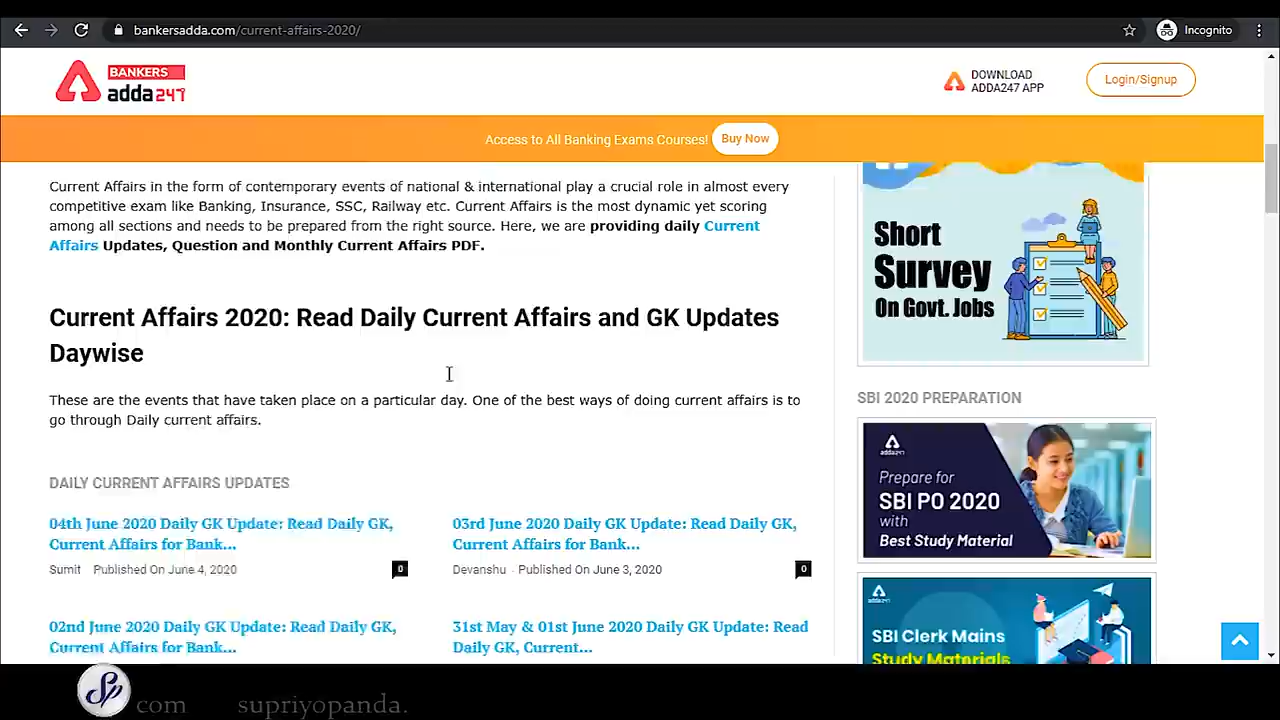 bankersadda.com/current-affairs-2020/
Incognito
BANKERS
adda247
DOWNLOAD
ADDA247 APP
Login/Signup
Access to All Banking Exams Courses! Buy Now
Current Affairs in the form of contemporary events of national & international play a crucial role in almost every
competitive exam like Banking, Insurance, SSC, Railway etc. Current Affairs is the most dynamic yet scoring
among all sections and needs to be prepared from the right source. Here, we are providing daily Current
Affairs Updates, Question and Monthly Current Affairs PDF.
Current Affairs 2020: Read Daily Current Affairs and GK Updates
Daywise
These are the events that have taken place on a particular day. One of the best ways of doing current affairs is to
go through Daily current affairs.
DAILY CURRENT AFFAIRS UPDATES
04th June 2020 Daily GK Update: Read Daily GK,
Current Affairs for Bank...
Sumit Published On June 4, 2020
0
03rd June 2020 Daily GK Update: Read Daily GK,
Current Affairs for Bank...
Devanshu - Published On June 3, 2020
0
02nd June 2020 Daily GK Update: Read Daily GK,
Current Affairs for Bank...
31st May & 01st June 2020 Daily GK Update: Read
Daily GK, Current...
Short
Survey
On Govt. Jobs
SBI 2020 PREPARATION
adda247
Prepare for
SBI PO 2020
with
Best Study Material
adda247
SBI Clerk Mains
Study Materials
Sp
com supriyopanda.